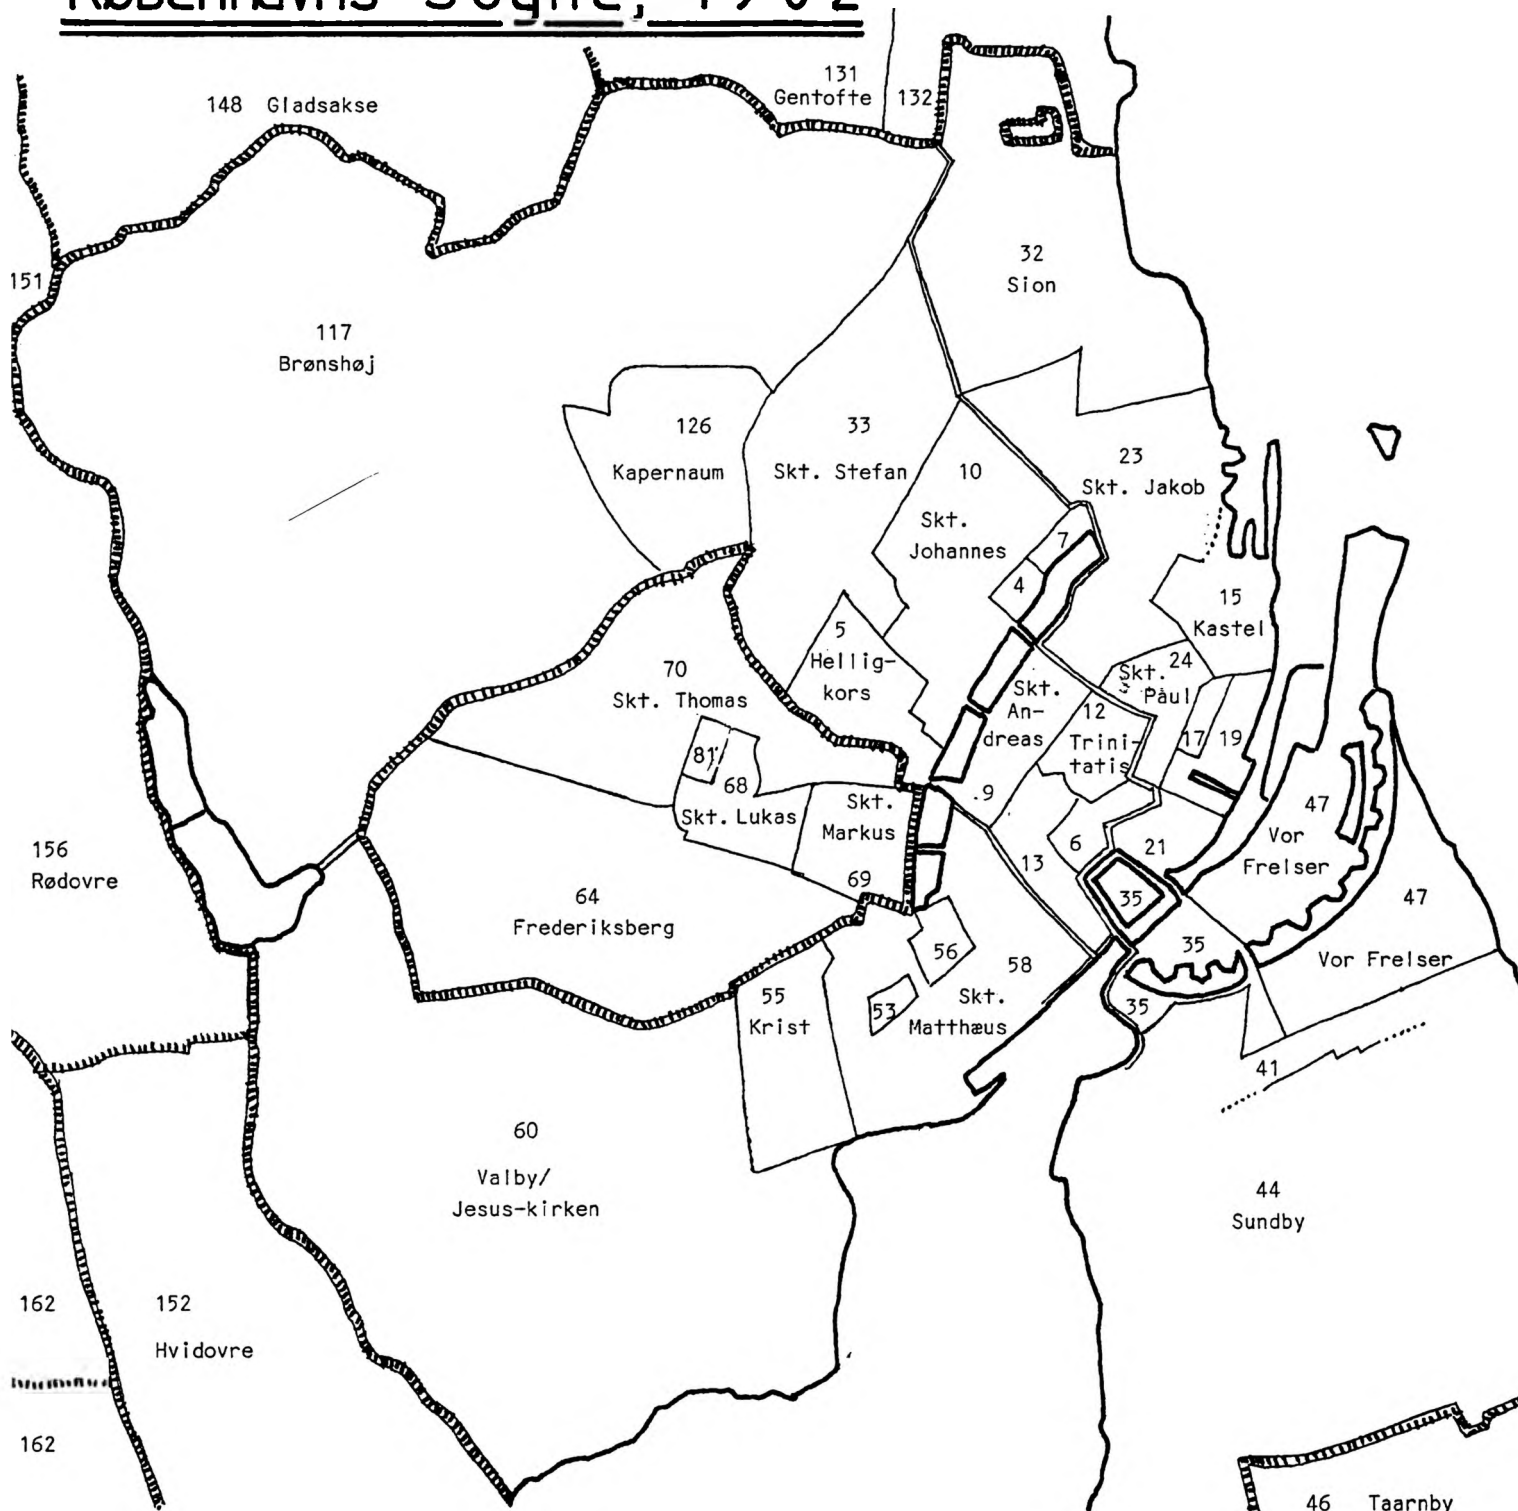 Københavns Sogne, 1902
131
Gentofte
132
148 Gladsakse
151
32
Sion
117
Brønshøj
126
Kapernaum
33
Skt. Stefan
10
Skt.
Johannes
23
Skt. Jakob
7
4
15
Kastel
5
Hellig-
kors
70
Skt. Thomas
Skt. 24
Pàul
Skt.
An-
dreas
9
12
Trini-
tatis
17
19
81
68
Skt. Lukas
Skt.
Markus
69
13
6
21
47
Vor
Frelser
156
Rødovre
64
Frederiksberg
35
47
Vor Frelser
35
35
56
58
Skt.
Matthæus
53
55
Krist
41
60
Valby/
Jesus-kirken
44
Sundby
162
152
Hvidovre
162
46 Taarnby